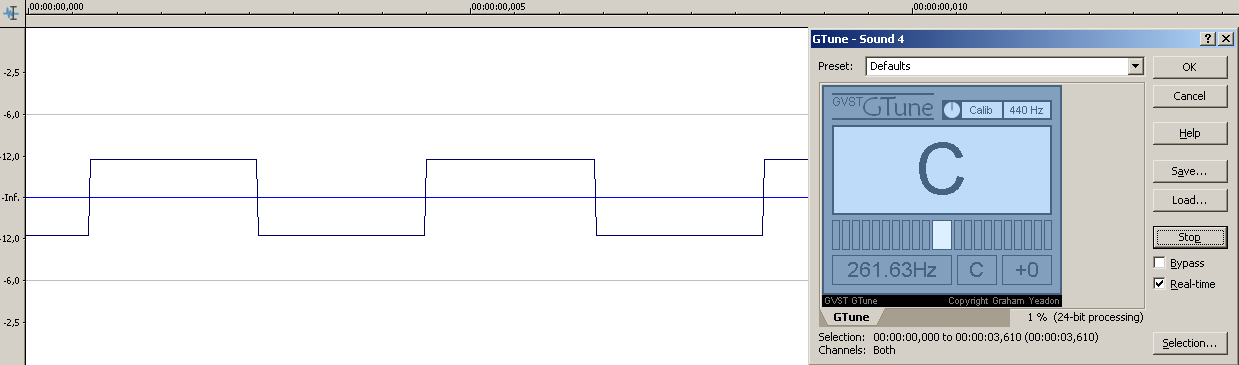 00:00:00,000 00:00:00,005 00:00:00,010
-2,5
-6,0
-12,0
-Inf.
-12,0
-6,0
-2,5
GTune - Sound 4
Preset: Defaults
OK
Cancel
Help
Save...
Load...
Stop
Bypass
Real-time
Selection...
GVST GTune Calib 440 Hz
C
261.63Hz C +0
GVST GTune Copyright Graham Yeadon
GTune
1 % (24-bit processing)
Selection: 00:00:00,000 to 00:00:03,610 (00:00:03,610)
Channels: Both